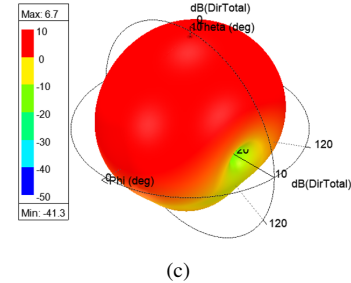 Max: 6.7
10
0
-10
-20
-30
-40
-50
Min: -41.3
dB(DirTotal)
Theta (deg)
Phi (deg)
120
10
dB(DirTotal)
120
(c)